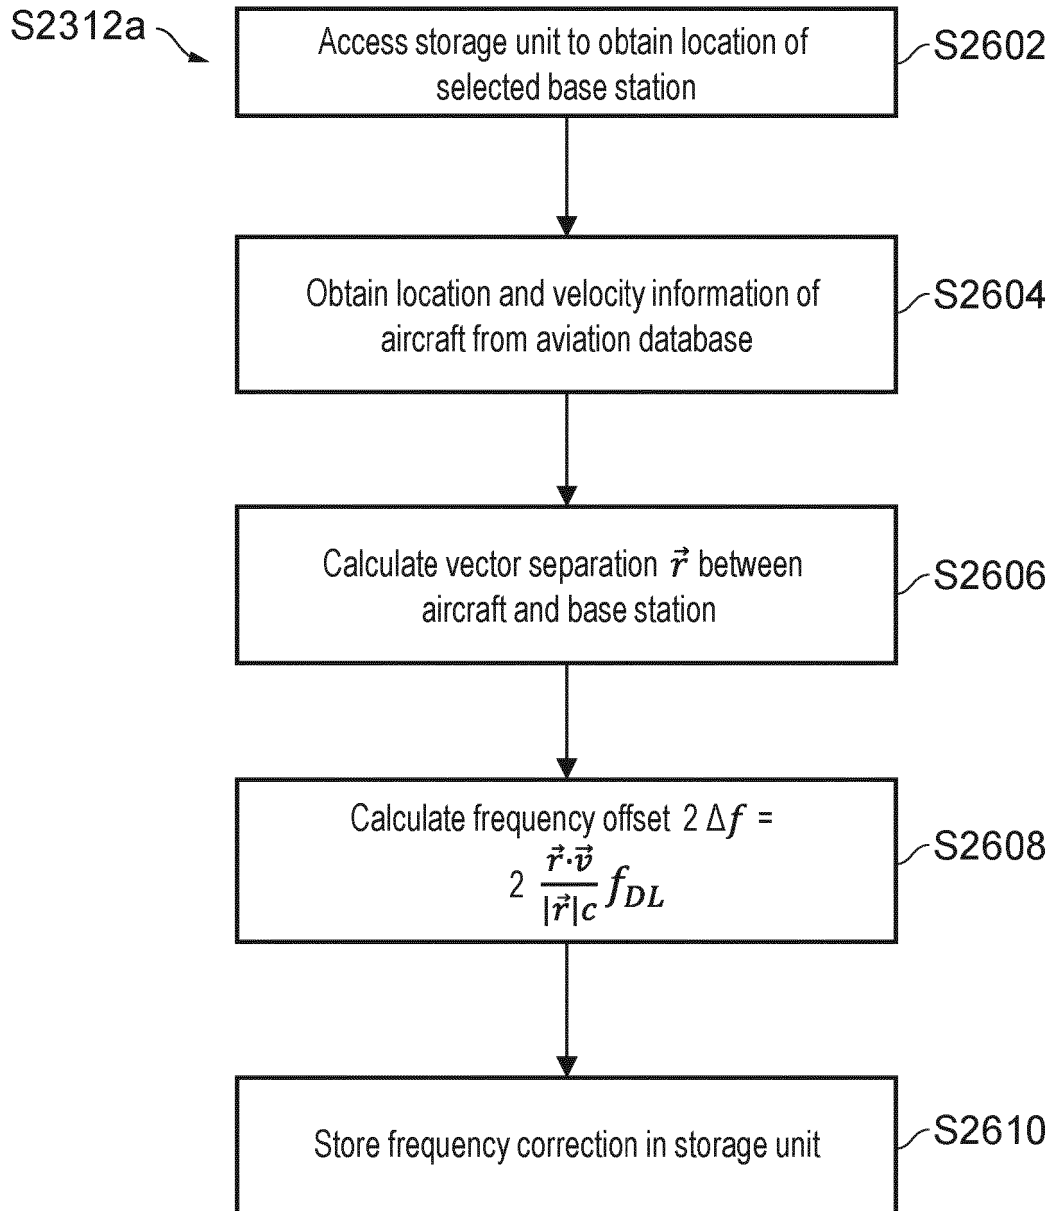 S2312a
Access storage unit to obtain location of
selected base station
S2602
Obtain location and velocity information of
aircraft from aviation database
S2604
Calculate vector separation r⃗ between
aircraft and base station
S2606
Calculate frequency offset 2 Δf =
2 r⃗·v⃗ / |r⃗|c f_DL
S2608
Store frequency correction in storage unit
S2610